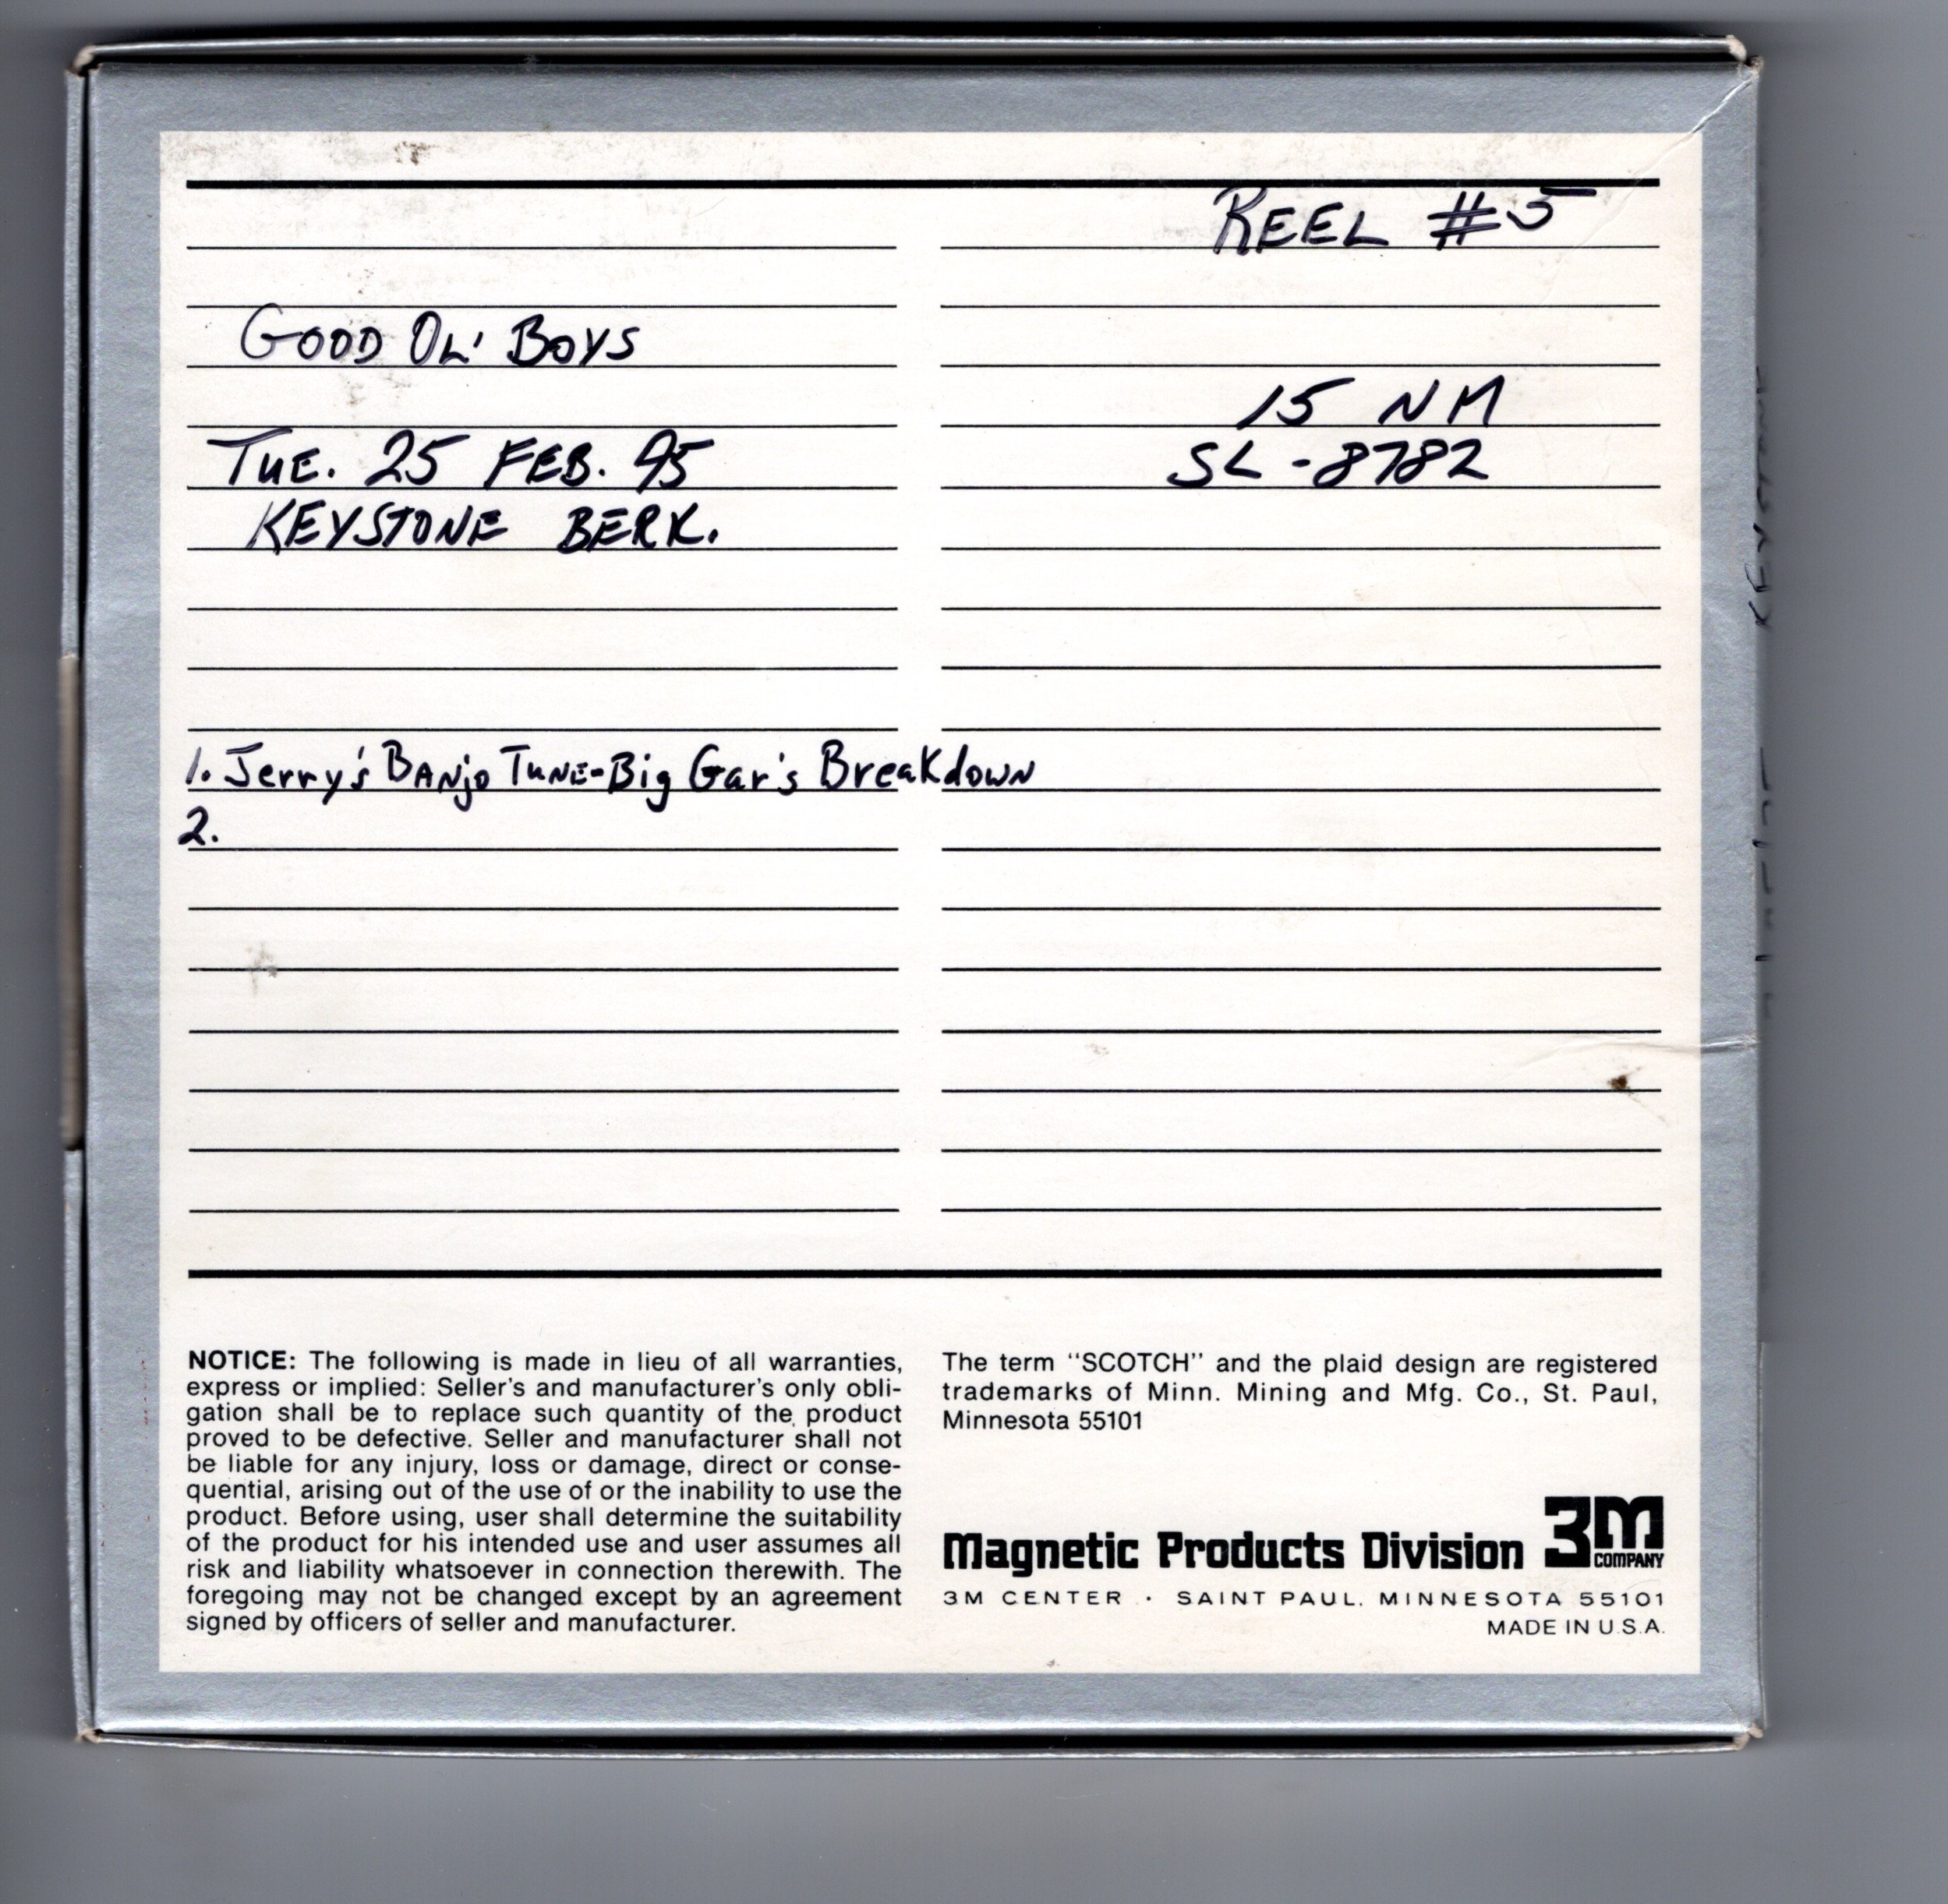 REEL #5
GOOD OL' BOYS
15 NM
TUE. 25 FEB. 75
SL-8782
KEYSTONE BERK.
1. Jerry's BANjo TUNE-Big Gar's BreaKdowN
2.
NOTICE: The following is made in lieu of all warranties,
express or implied: Seller's and manufacturer's only obli-
gation shall be to replace such quantity of the product
proved to be defective. Seller and manufacturer shall not
be liable for any injury, loss or damage, direct or conse-
quential, arising out of the use of or the inability to use the
product. Before using, user shall determine the suitability
of the product for his intended use and user assumes all
risk and liability whatsoever in connection therewith. The
foregoing may not be changed except by an agreement
signed by officers of seller and manufacturer.
The term "SCOTCH" and the plaid design are registered
trademarks of Minn. Mining and Mfg. Co., St. Paul,
Minnesota 55101
Magnetic Products Division 3M COMPANY
3M CENTER · SAINT PAUL, MINNESOTA 55101
MADE IN U.S.A.